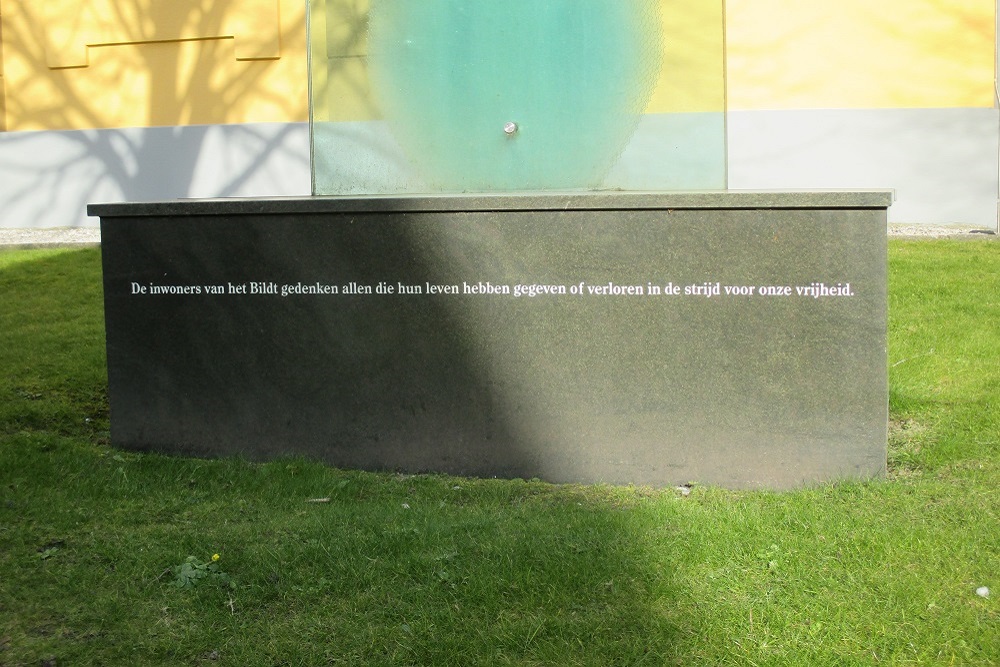 De inwoners van het Bildt gedenken allen die hun leven hebben gegeven of verloren in de strijd voor onze vrijheid.